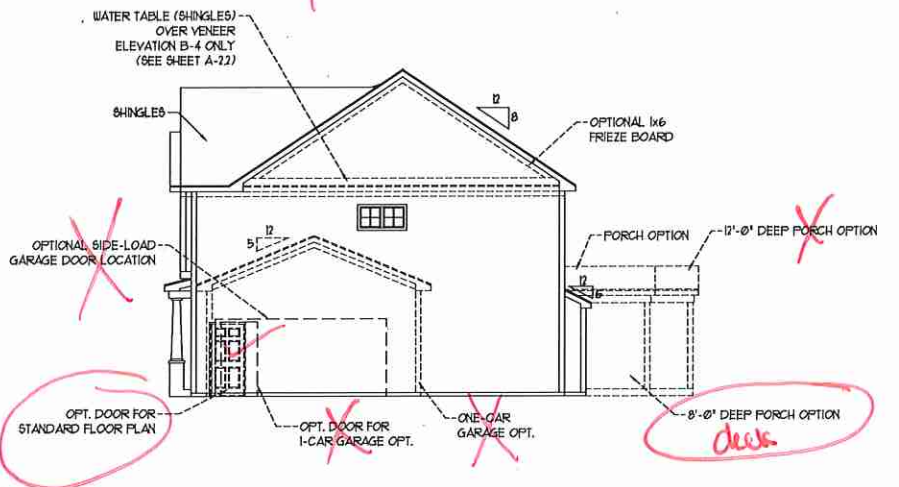 WATER TABLE (SHINGLES)
OVER VENEER
ELEVATION B-4 ONLY
(SEE SHEET A-2.2)
SHINGLES
12
8
OPTIONAL 1x6
FRIEZE BOARD
OPTIONAL SIDE-LOAD
GARAGE DOOR LOCATION
12
5
PORCH OPTION
12'-0" DEEP PORCH OPTION
12
OPT. DOOR FOR
STANDARD FLOOR PLAN
OPT. DOOR FOR
1-CAR GARAGE OPT.
ONE-CAR
GARAGE OPT.
8'-0" DEEP PORCH OPTION
deck